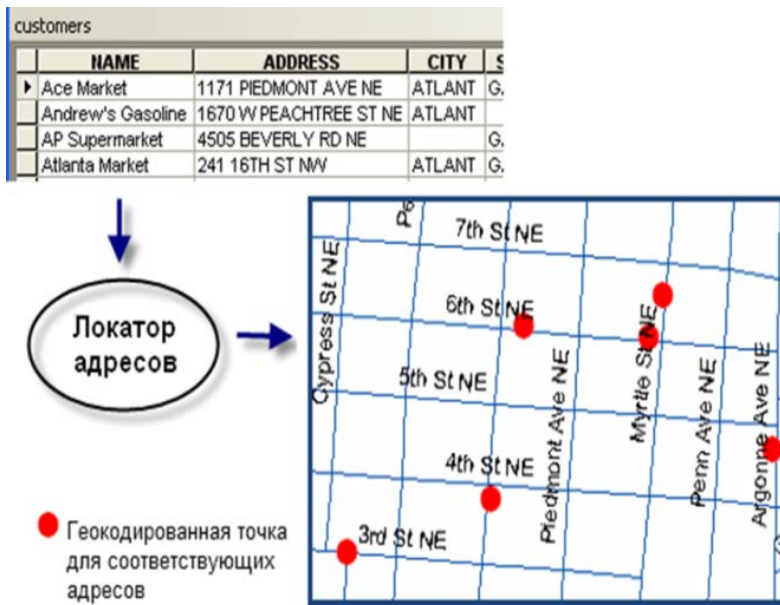 customers
NAME ADDRESS CITY S
Ace Market 1171 PIEDMONT AVE NE ATLANT G.
Andrew's Gasoline 1670 W PEACHTREE ST NE ATLANT
AP Supermarket 4505 BEVERLY RD NE G.
Atlanta Market 241 16TH ST NW ATLANT G.
Локатор
адресов
7th St NE
Cypress St NE
6th St NE
5th St NE
Myrtle St NE
Piedmont Ave NE
Penn Ave NE
Argonne Ave NE
4th St NE
3rd St NE
Геокодированная точка
для соответствующих
адресов